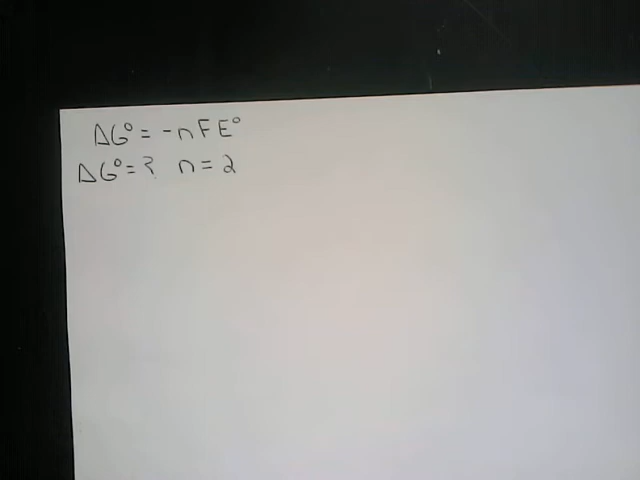 ΔG° = -nFE°
ΔG° = ? n = 2